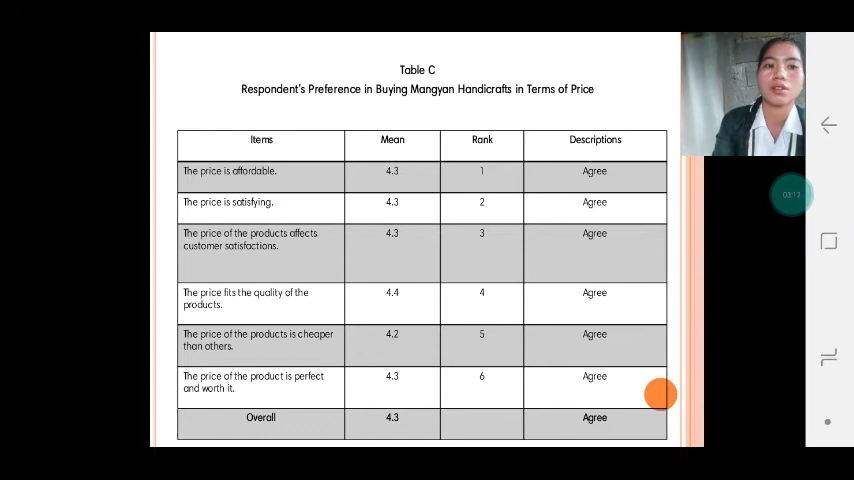 Table C
Respondent's Preference in Buying Mangyan Handicrafts in Terms of Price
Items Mean Rank Descriptions
The price is affordable. 4.3 1 Agree
The price is satisfying. 4.3 2 Agree
The price of the products affects 4.3 3 Agree
customer satisfactions.
The price fits the quality of the 4.4 4 Agree
products.
The price of the products is cheaper 4.2 5 Agree
than others.
The price of the product is perfect 4.3 6 Agree
and worth it.
Overall 4.3 Agree
03:17